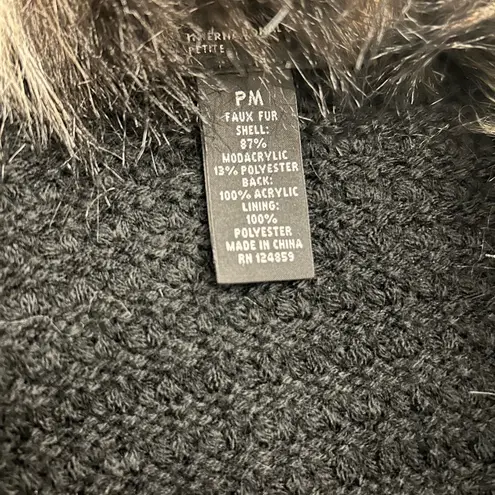 PETITE
PM
FAUX FUR
SHELL:
87%
MODACRYLIC
13% POLYESTER
BACK:
100% ACRYLIC
LINING:
100%
POLYESTER
MADE IN CHINA
RN 124859